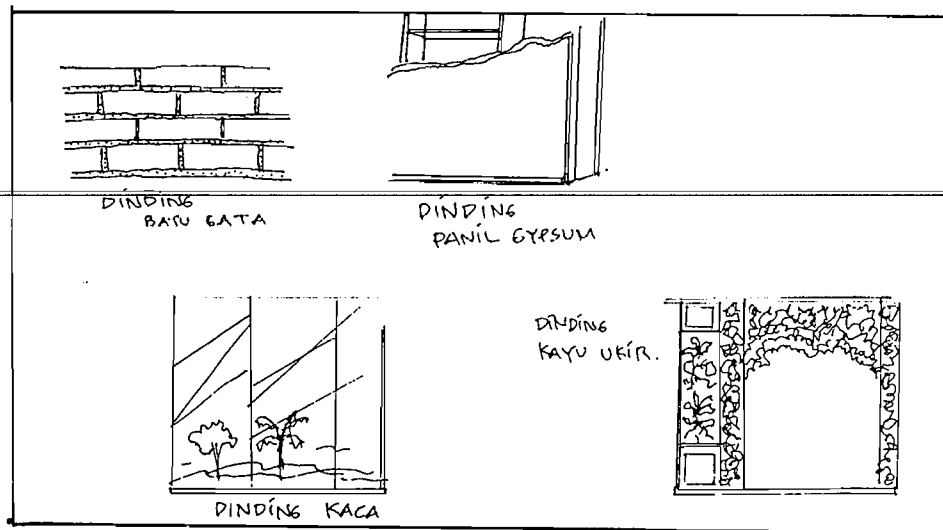 DINDING
BATU BATA
DINDING
PANIL GYPSUM
DINDING
KAYU UKIR.
DINDING KACA